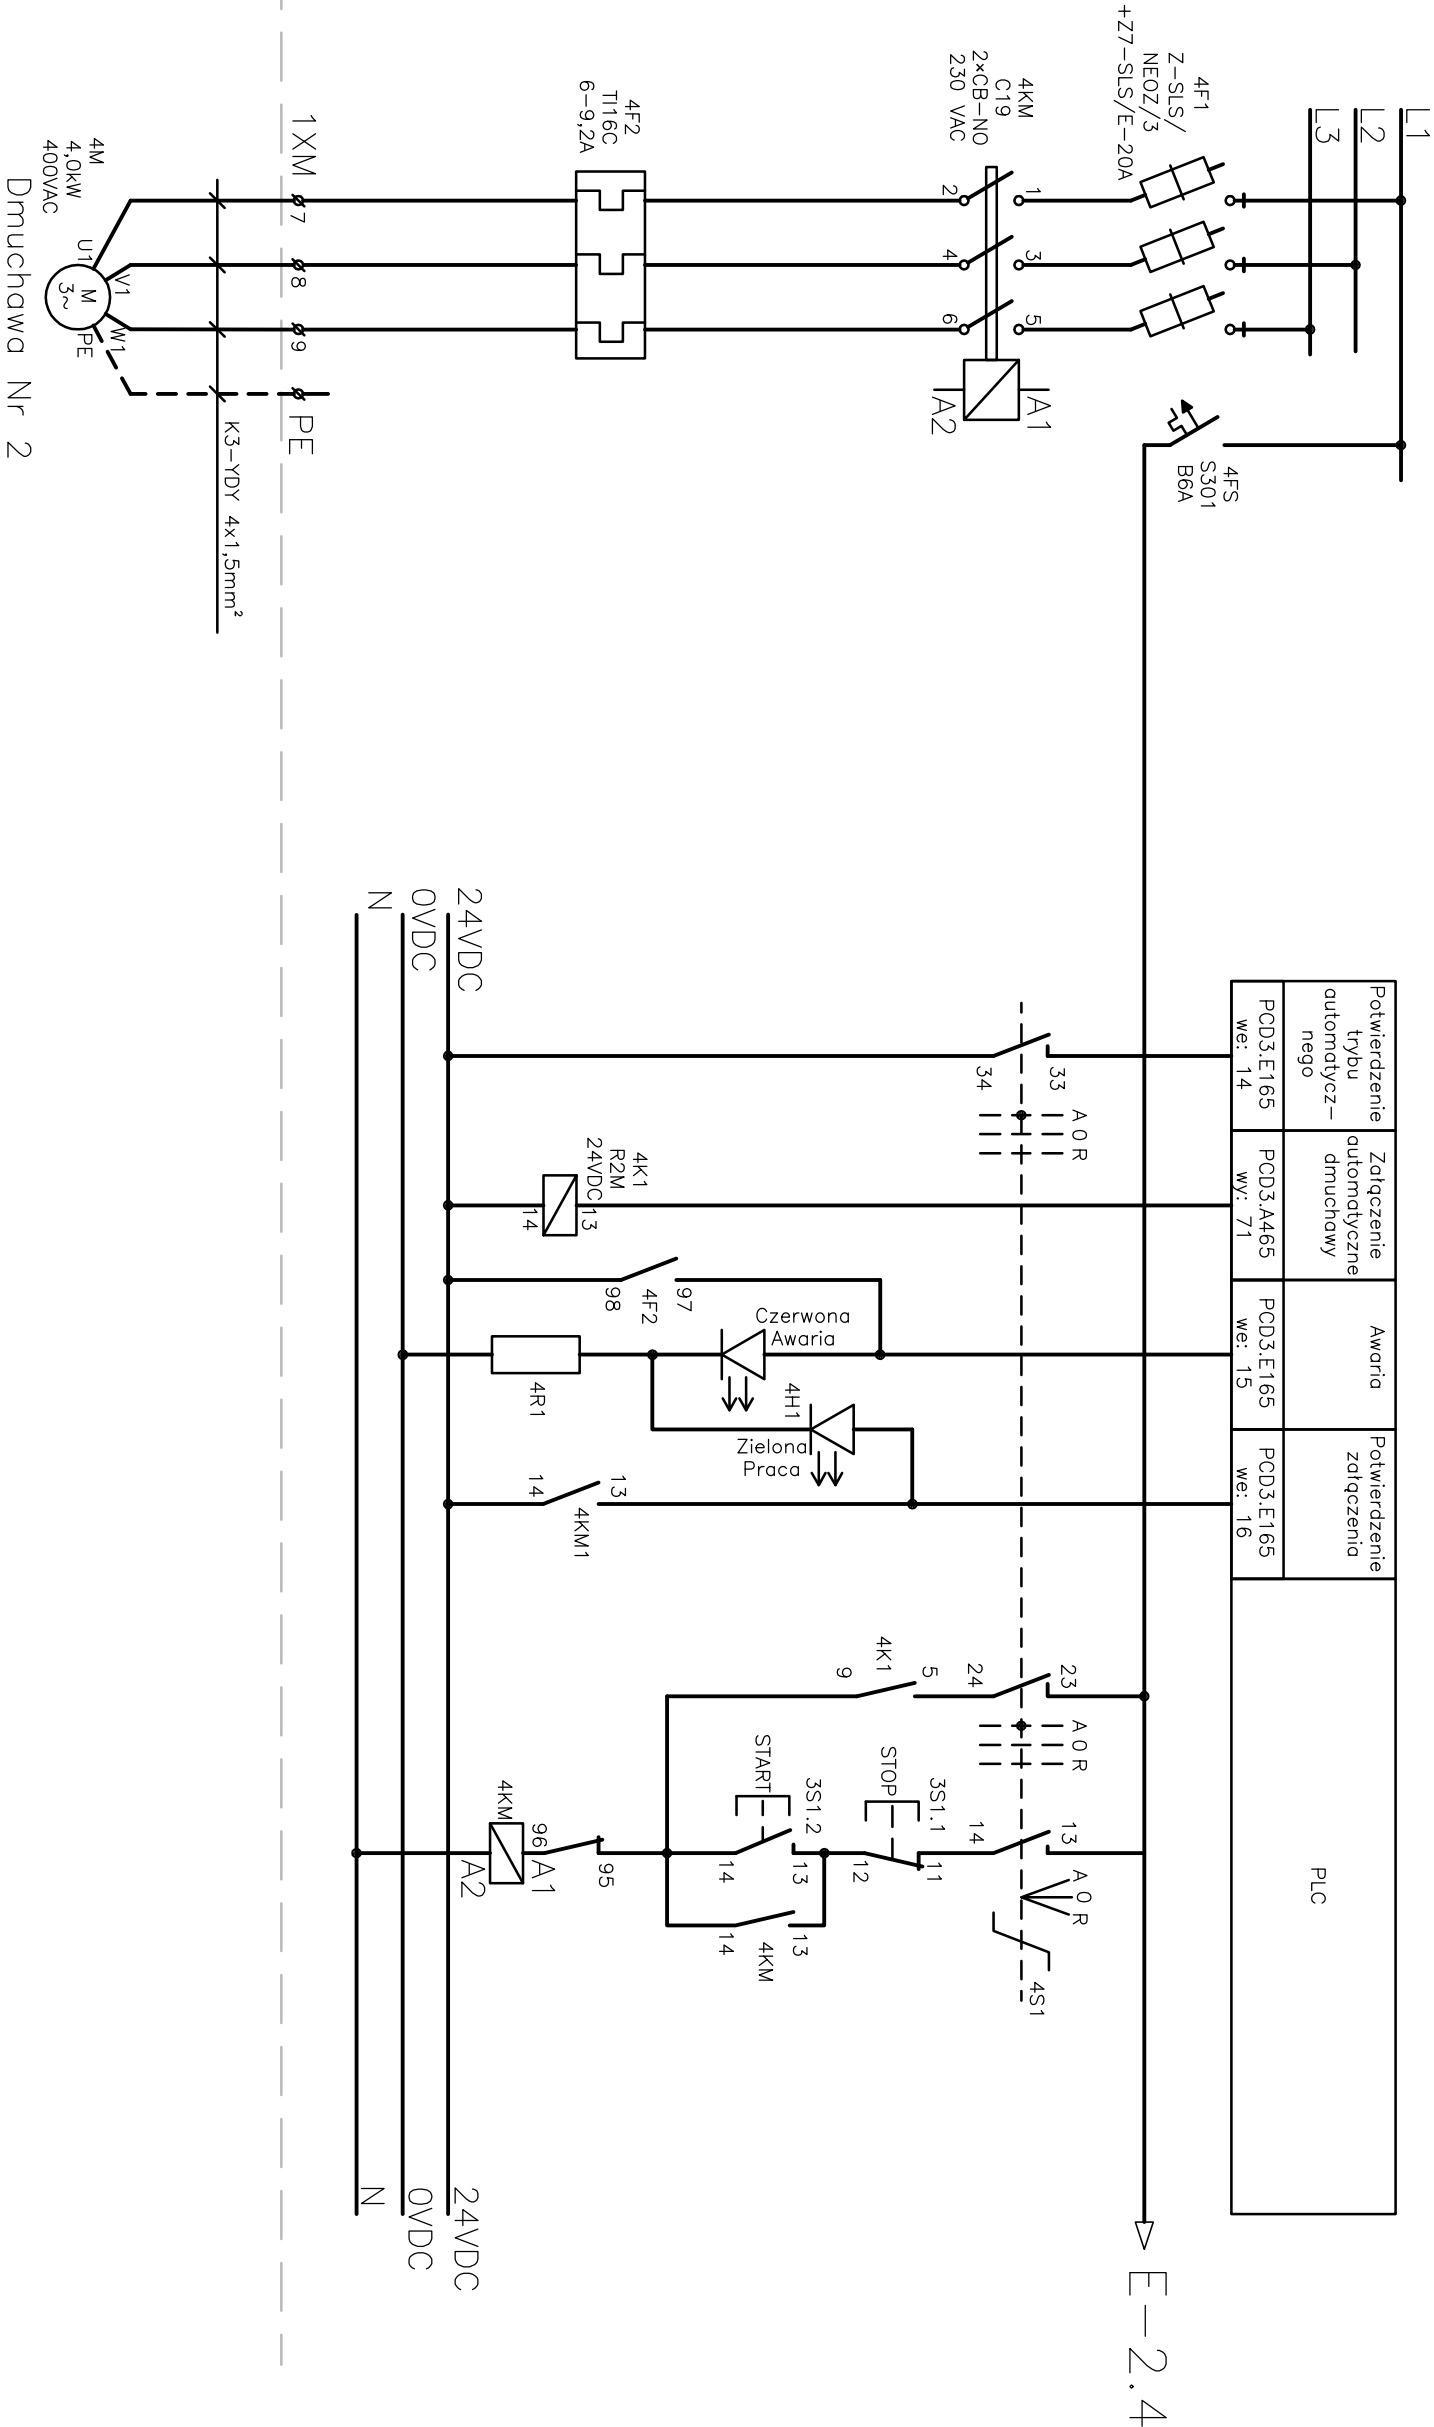 L1
L2
L3
4F1
Z-SLS/
NEOZ/3
+Z7-SLS/E-20A
4KM
C19
2×CB-NO
230 VAC
1
2
3
4
5
6
A1
A2
4FS
S301
B6A
4F2
TI16C
6-9,2A
1XM
7
8
9
PE
K3-YDY 4x1,5mm²
4M
4,0kW
400VAC
U1
V1
W1
PE
M
3~
Dmuchawa Nr 2
Potwierdzenie
trybu
automatycz-
nego
PCD3.E165
we: 14
Załączenie
automatyczne
dmuchawy
PCD3.A465
wy: 71
Awaria
PCD3.E165
we: 15
Potwierdzenie
załączenia
PCD3.E165
we: 16
PLC
E-2.4
33
34
A 0 R
4K1
R2M
24VDC
13
14
97
98
4F2
Czerwona
Awaria
4H1
Zielona
Praca
4R1
13
14
4KM1
23
24
A 0 R
5
9
4K1
13
14
A 0 R
4S1
3S1.1
STOP
11
12
3S1.2
START
13
14
13
14
4KM
95
96
4KM
A1
A2
24VDC
0VDC
N
24VDC
0VDC
N